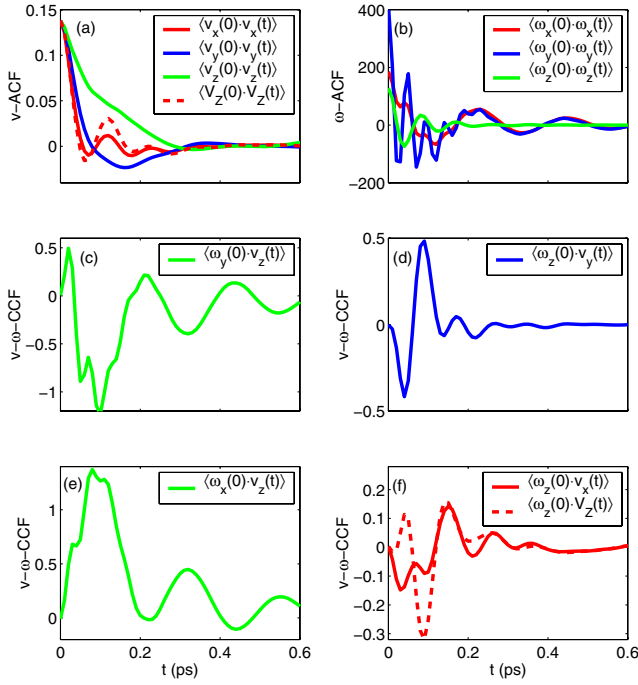 0.15
0.1
0.05
0
v−ACF
(a)
⟨v_x(0)·v_x(t)⟩
⟨v_y(0)·v_y(t)⟩
⟨v_z(0)·v_z(t)⟩
⟨V_Z(0)·V_Z(t)⟩
400
200
0
−200
ω−ACF
(b)
⟨ω_x(0)·ω_x(t)⟩
⟨ω_y(0)·ω_y(t)⟩
⟨ω_z(0)·ω_z(t)⟩
0.5
0
−0.5
−1
v−ω−CCF
(c)
⟨ω_y(0)·v_z(t)⟩
0.5
0
−0.5
v−ω−CCF
(d)
⟨ω_z(0)·v_y(t)⟩
1
0.5
0
v−ω−CCF
(e)
⟨ω_x(0)·v_z(t)⟩
0 0.2 0.4 0.6
t (ps)
0.2
0.1
0
−0.1
−0.2
−0.3
v−ω−CCF
(f)
⟨ω_z(0)·v_x(t)⟩
⟨ω_z(0)·V_Z(t)⟩
0 0.2 0.4 0.6
t (ps)